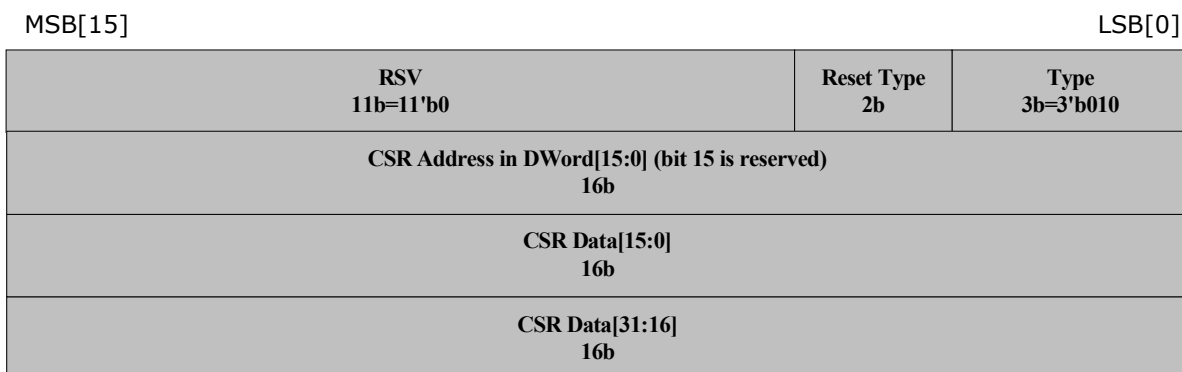 MSB[15] LSB[0]
RSV Reset Type Type
11b=11'b0 2b 3b=3'b010
CSR Address in DWord[15:0] (bit 15 is reserved)
16b
CSR Data[15:0]
16b
CSR Data[31:16]
16b